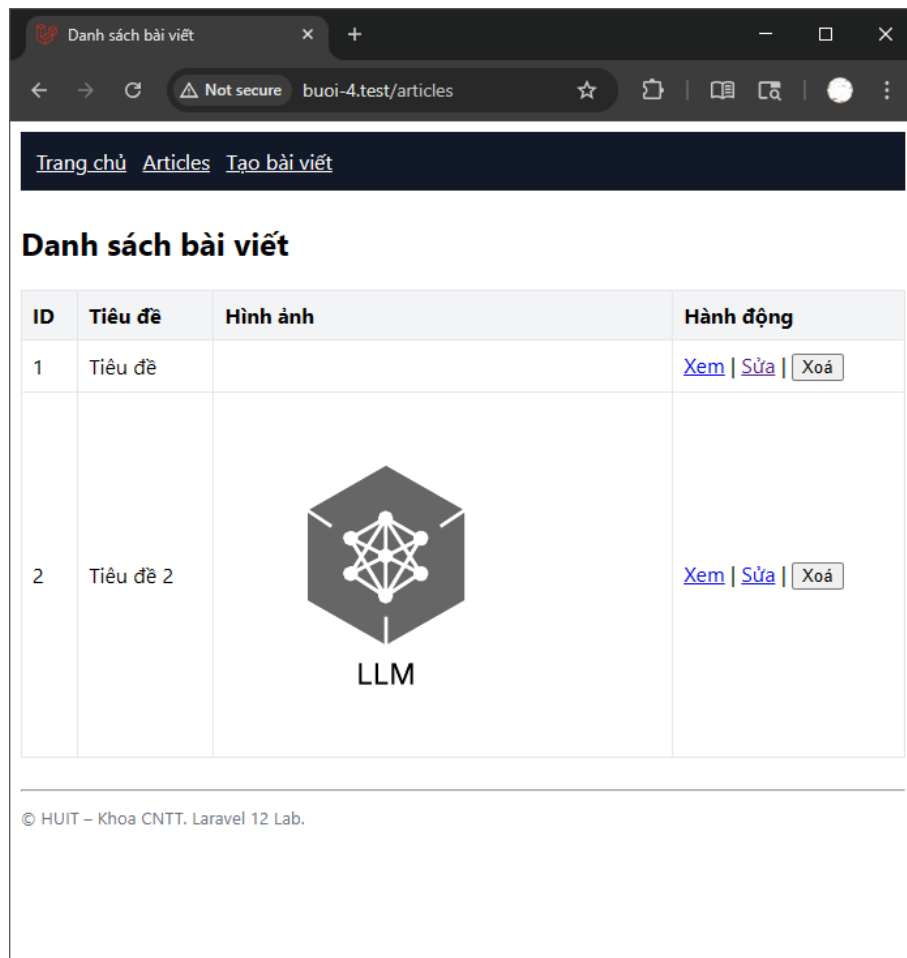 Danh sách bài viết
Not secure buoi-4.test/articles
Trang chủ Articles Tạo bài viết
Danh sách bài viết
ID Tiêu đề Hình ảnh Hành động
1 Tiêu đề Xem | Sửa | Xoá
2 Tiêu đề 2 Xem | Sửa | Xoá
LLM
© HUIT – Khoa CNTT. Laravel 12 Lab.